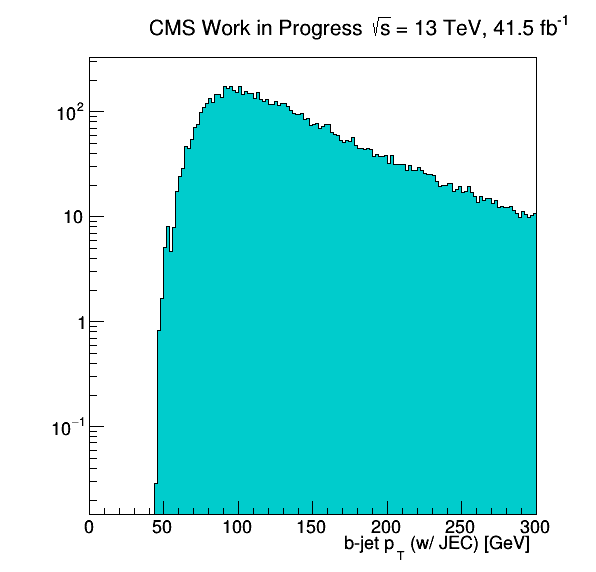 CMS Work in Progress √s = 13 TeV, 41.5 fb⁻¹
10²
10
1
10⁻¹
0 50 100 150 200 250 300
b-jet p_T (w/ JEC) [GeV]